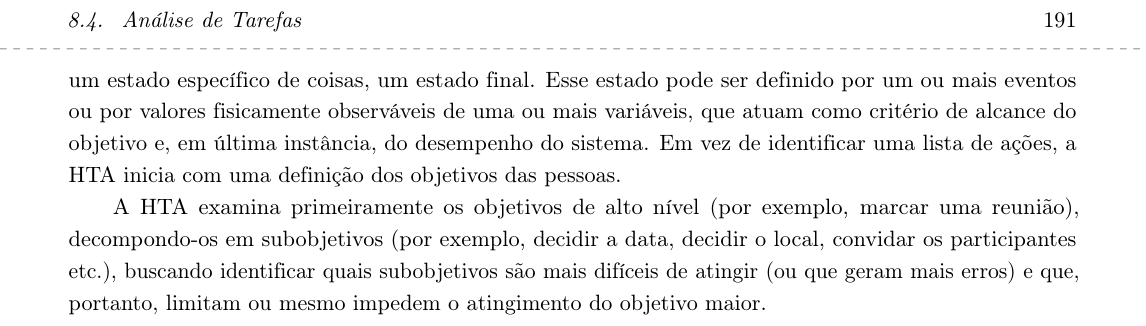 8.4. Análise de Tarefas 191
um estado específico de coisas, um estado final. Esse estado pode ser definido por um ou mais eventos
ou por valores fisicamente observáveis de uma ou mais variáveis, que atuam como critério de alcance do
objetivo e, em última instância, do desempenho do sistema. Em vez de identificar uma lista de ações, a
HTA inicia com uma definição dos objetivos das pessoas.
A HTA examina primeiramente os objetivos de alto nível (por exemplo, marcar uma reunião),
decompondo-os em subobjetivos (por exemplo, decidir a data, decidir o local, convidar os participantes
etc.), buscando identificar quais subobjetivos são mais difíceis de atingir (ou que geram mais erros) e que,
portanto, limitam ou mesmo impedem o atingimento do objetivo maior.